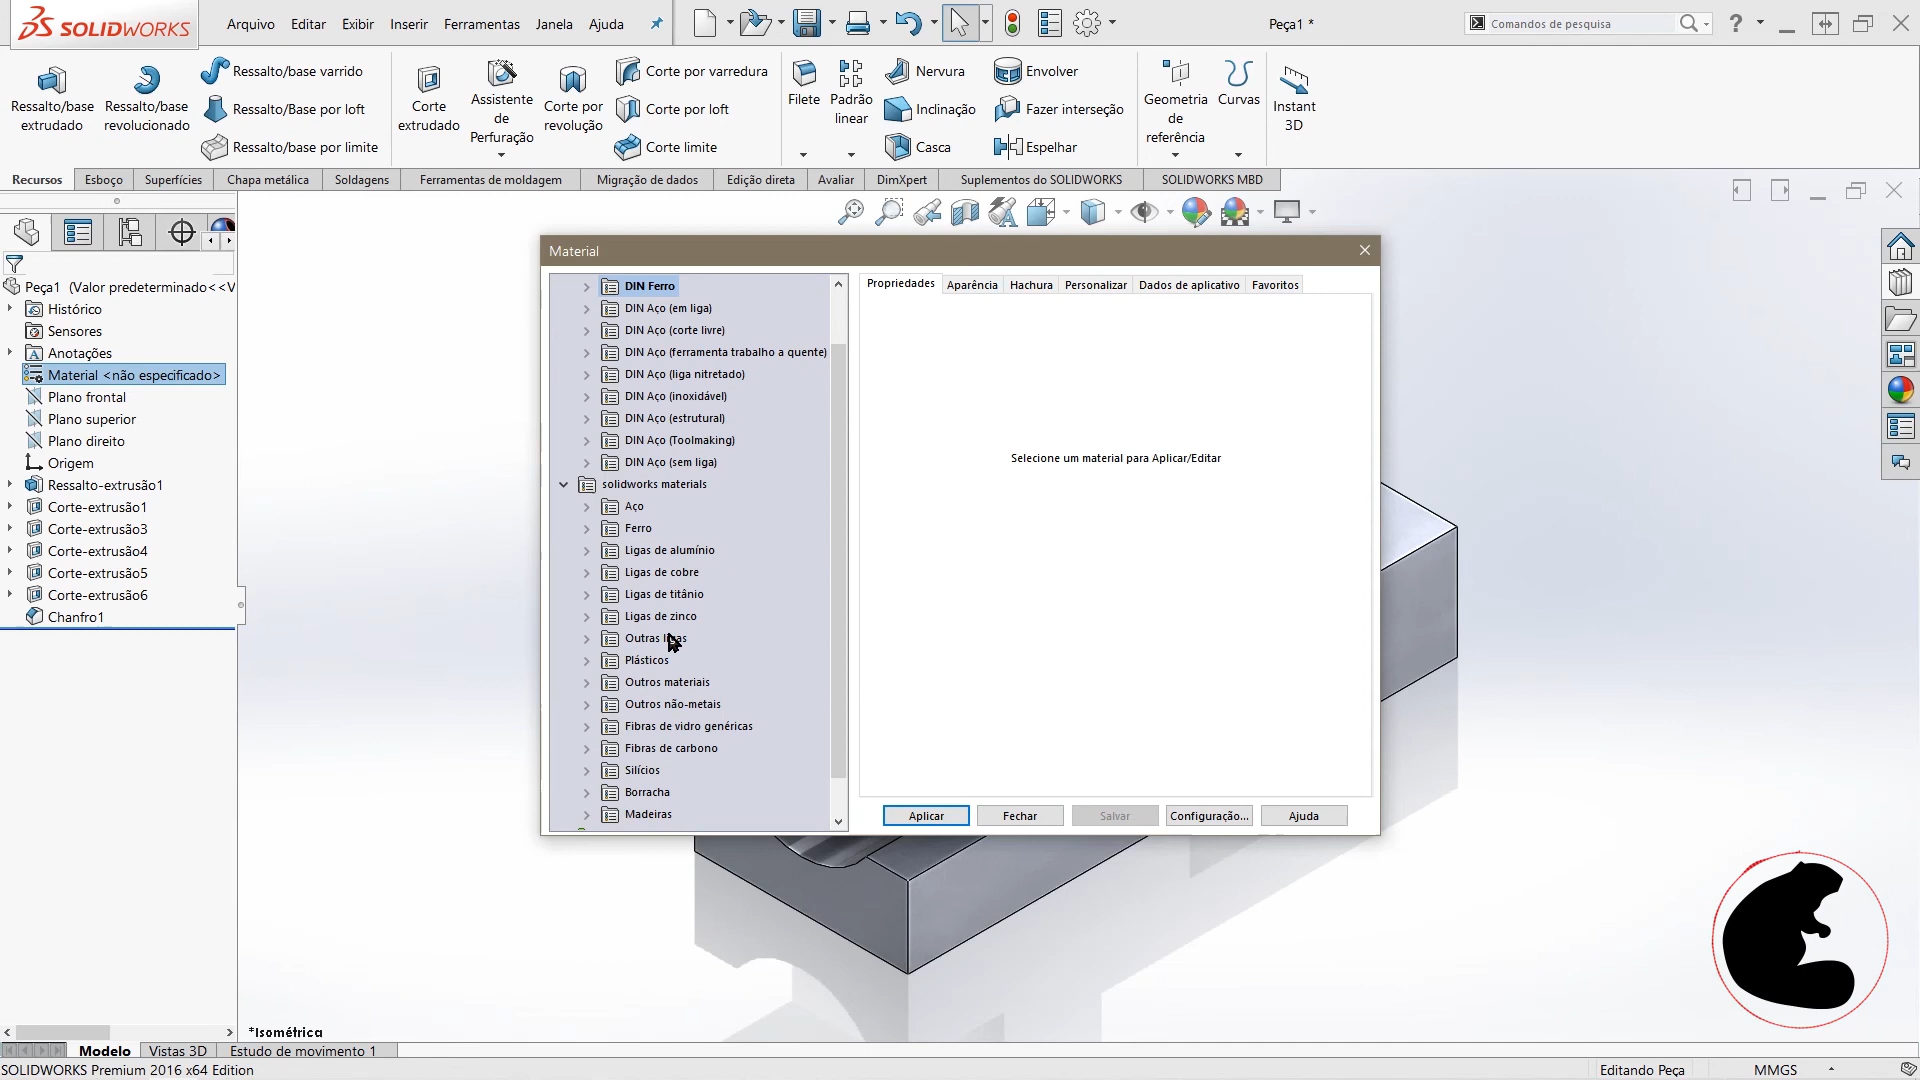 SOLIDWORKS
Arquivo Editar Exibir Inserir Ferramentas Janela Ajuda
Peça1 *
Comandos de pesquisa
?
Ressalto/base extrudado
Ressalto/base revolucionado
Ressalto/base varrido
Ressalto/Base por loft
Ressalto/base por limite
Corte extrudado
Assistente de Perfuração
Corte por revolução
Corte por varredura
Corte por loft
Corte limite
Filete
Padrão linear
Nervura
Inclinação
Casca
Envolver
Fazer interseção
Espelhar
Geometria de referência
Curvas
Instant 3D
Recursos Esboço Superfícies Chapa metálica Soldagens Ferramentas de moldagem Migração de dados Edição direta Avaliar DimXpert Suplementos do SOLIDWORKS SOLIDWORKS MBD
Peça1 (Valor predeterminado<<V
Histórico
Sensores
Anotações
Material <não especificado>
Plano frontal
Plano superior
Plano direito
Origem
Ressalto-extrusão1
Corte-extrusão1
Corte-extrusão3
Corte-extrusão4
Corte-extrusão5
Corte-extrusão6
Chanfro1
Material
DIN Ferro
DIN Aço (em liga)
DIN Aço (corte livre)
DIN Aço (ferramenta trabalho a quente)
DIN Aço (liga nitretado)
DIN Aço (inoxidável)
DIN Aço (estrutural)
DIN Aço (Toolmaking)
DIN Aço (sem liga)
solidworks materials
Aço
Ferro
Ligas de alumínio
Ligas de cobre
Ligas de titânio
Ligas de zinco
Outras ligas
Plásticos
Outros materiais
Outros não-metais
Fibras de vidro genéricas
Fibras de carbono
Silícios
Borracha
Madeiras
Propriedades Aparência Hachura Personalizar Dados de aplicativo Favoritos
Selecione um material para Aplicar/Editar
Aplicar Fechar Salvar Configuração... Ajuda
*Isométrica
Modelo Vistas 3D Estudo de movimento 1
SOLIDWORKS Premium 2016 x64 Edition
Editando Peça
MMGS